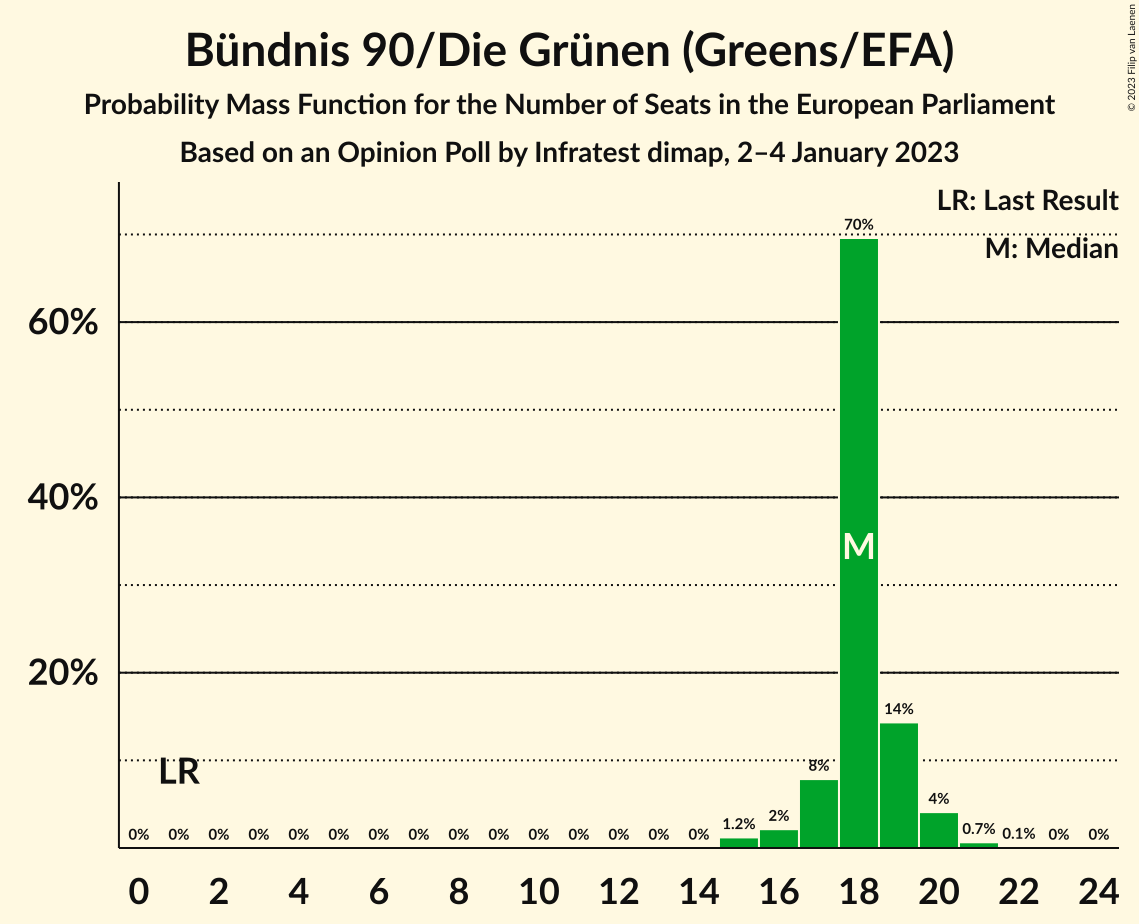 Bündnis 90/Die Grünen (Greens/EFA)
Probability Mass Function for the Number of Seats in the European Parliament
Based on an Opinion Poll by Infratest dimap, 2–4 January 2023
© 2023 Filip van Laenen
LR: Last Result
M: Median
70%
60%
40%
M
20%
14%
LR
8%
4%
0% 0% 0% 0% 0% 0% 0% 0% 0% 0% 0% 0% 0% 0% 0% 1.2% 2% 0.7% 0.1% 0% 0%
0 2 4 6 8 10 12 14 16 18 20 22 24